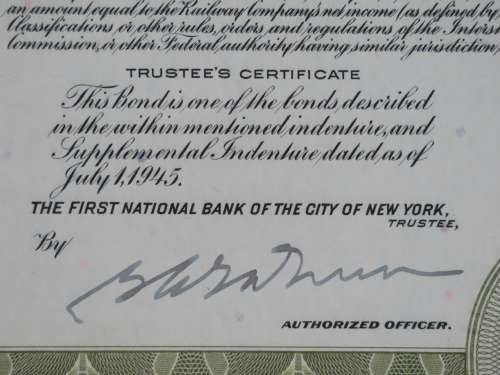 an amount equal to the Railway Company's net income (as defined by
Classifications or other rules, orders and regulations of the Inters
Commission, or other Federal authority having similar jurisdiction
TRUSTEE'S CERTIFICATE
This Bond is one of the bonds, described
in the within mentioned indenture, and
Supplemental Indenture dated as of
July 1, 1945.
THE FIRST NATIONAL BANK OF THE CITY OF NEW YORK,
TRUSTEE,
By
AUTHORIZED OFFICER.